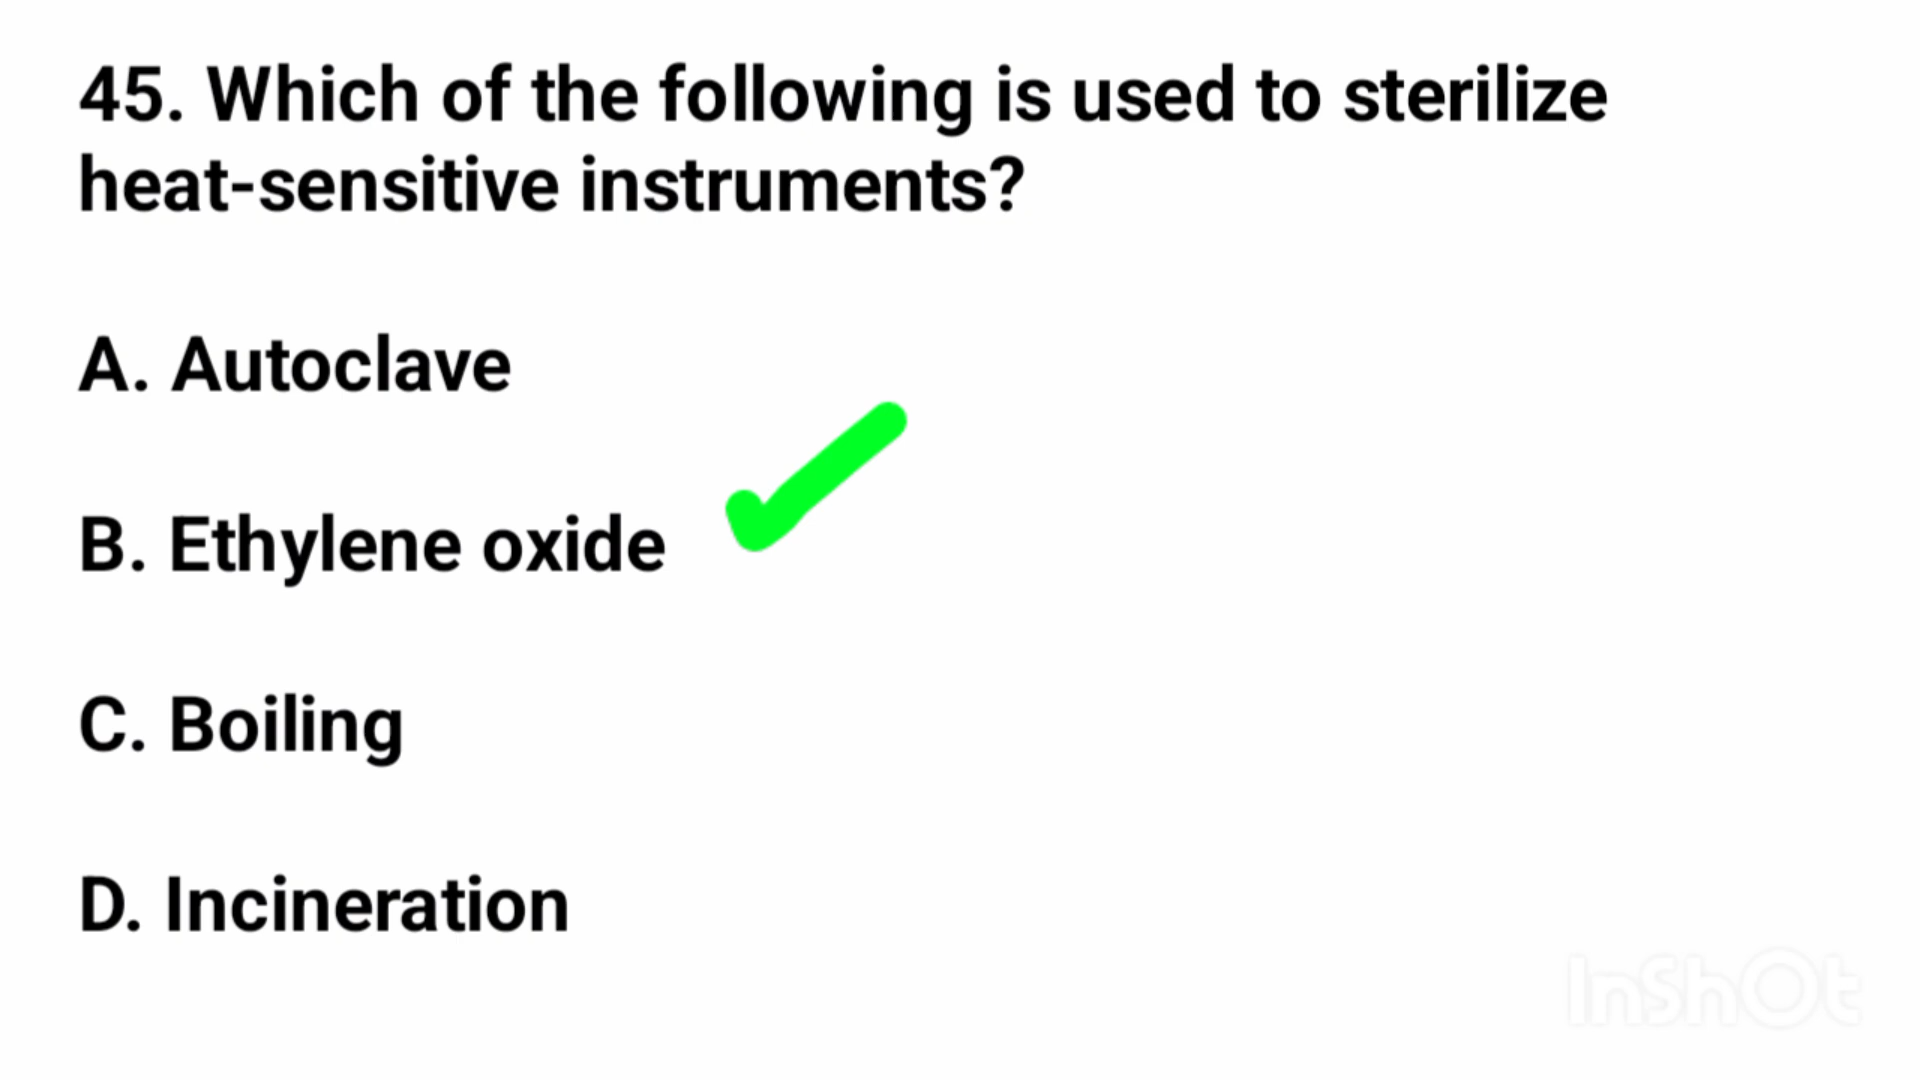 45. Which of the following is used to sterilize
heat-sensitive instruments?
A. Autoclave
B. Ethylene oxide
C. Boiling
D. Incineration
InShOt